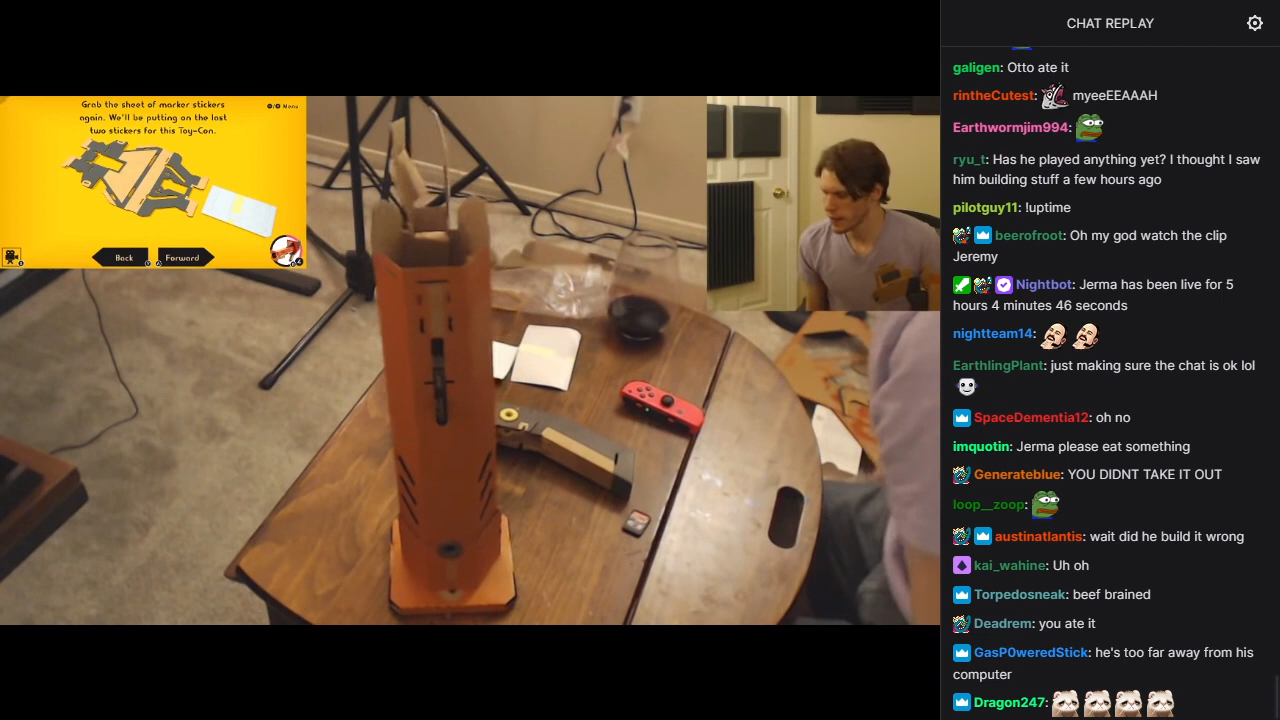 CHAT REPLAY
Grab the sheet of marker stickers
again. We'll be putting on the last
two stickers for this Toy-Con.
Menu
Back
Forward
galigen: Otto ate it
rintheCutest: myeeEEAAAH
Earthwormjim994:
ryu_t: Has he played anything yet? I thought I saw
him building stuff a few hours ago
pilotguy11: !uptime
beerofroot: Oh my god watch the clip
Jeremy
Nightbot: Jerma has been live for 5
hours 4 minutes 46 seconds
nightteam14:
EarthlingPlant: just making sure the chat is ok lol
SpaceDementia12: oh no
imquotin: Jerma please eat something
Generateblue: YOU DIDNT TAKE IT OUT
loop__zoop:
austinatlantis: wait did he build it wrong
kai_wahine: Uh oh
Torpedosneak: beef brained
Deadrem: you ate it
GasP0weredStick: he's too far away from his
computer
Dragon247: